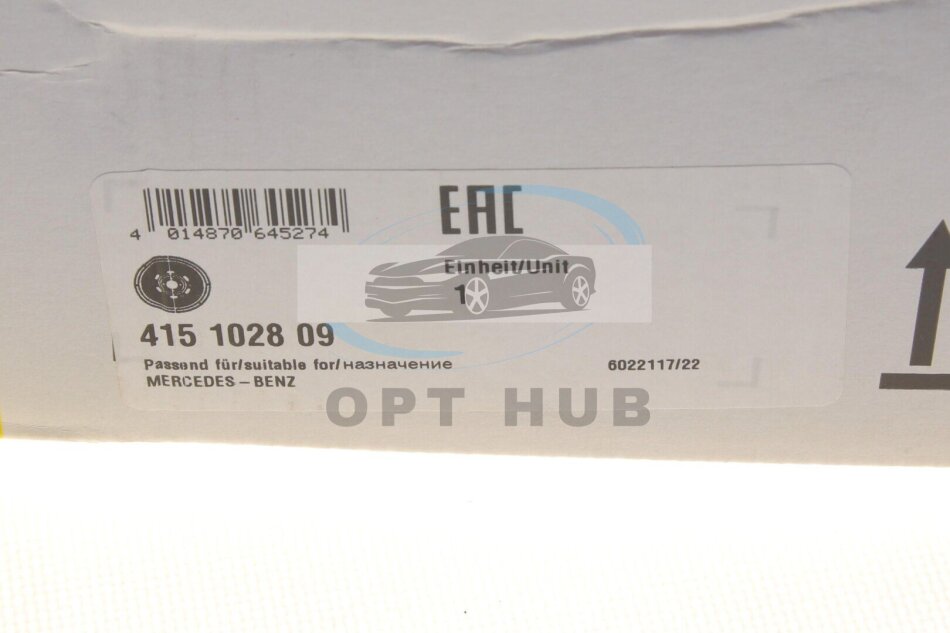 EAC
4 014870 645274
Einheit/Unit
1
415 1028 09
Passend für/suitable for/назначение
6022117/22
MERCEDES-BENZ
OPT HUB